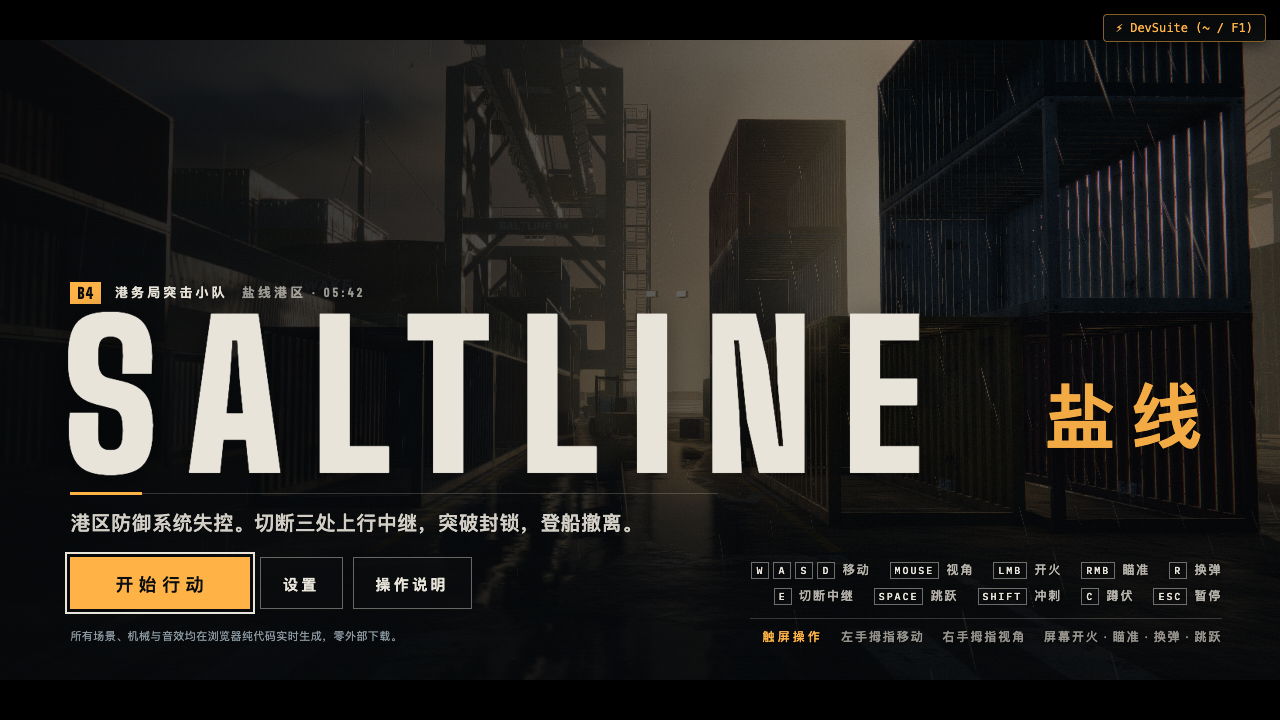 ⚡ DevSuite (~ / F1)
SALTLINE 04
B4 港务局突击小队 盐线港区 · 05:42
SALTLINE
盐线
港区防御系统失控。切断三处上行中继，突破封锁，登船撤离。
开始行动 设置 操作说明
W A S D 移动 MOUSE 视角 LMB 开火 RMB 瞄准 R 换弹
E 切断中继 SPACE 跳跃 SHIFT 冲刺 C 蹲伏 ESC 暂停
所有场景、机械与音效均在浏览器纯代码实时生成，零外部下载。
触屏操作 左手拇指移动 右手拇指视角 屏幕开火 · 瞄准 · 换弹 · 跳跃